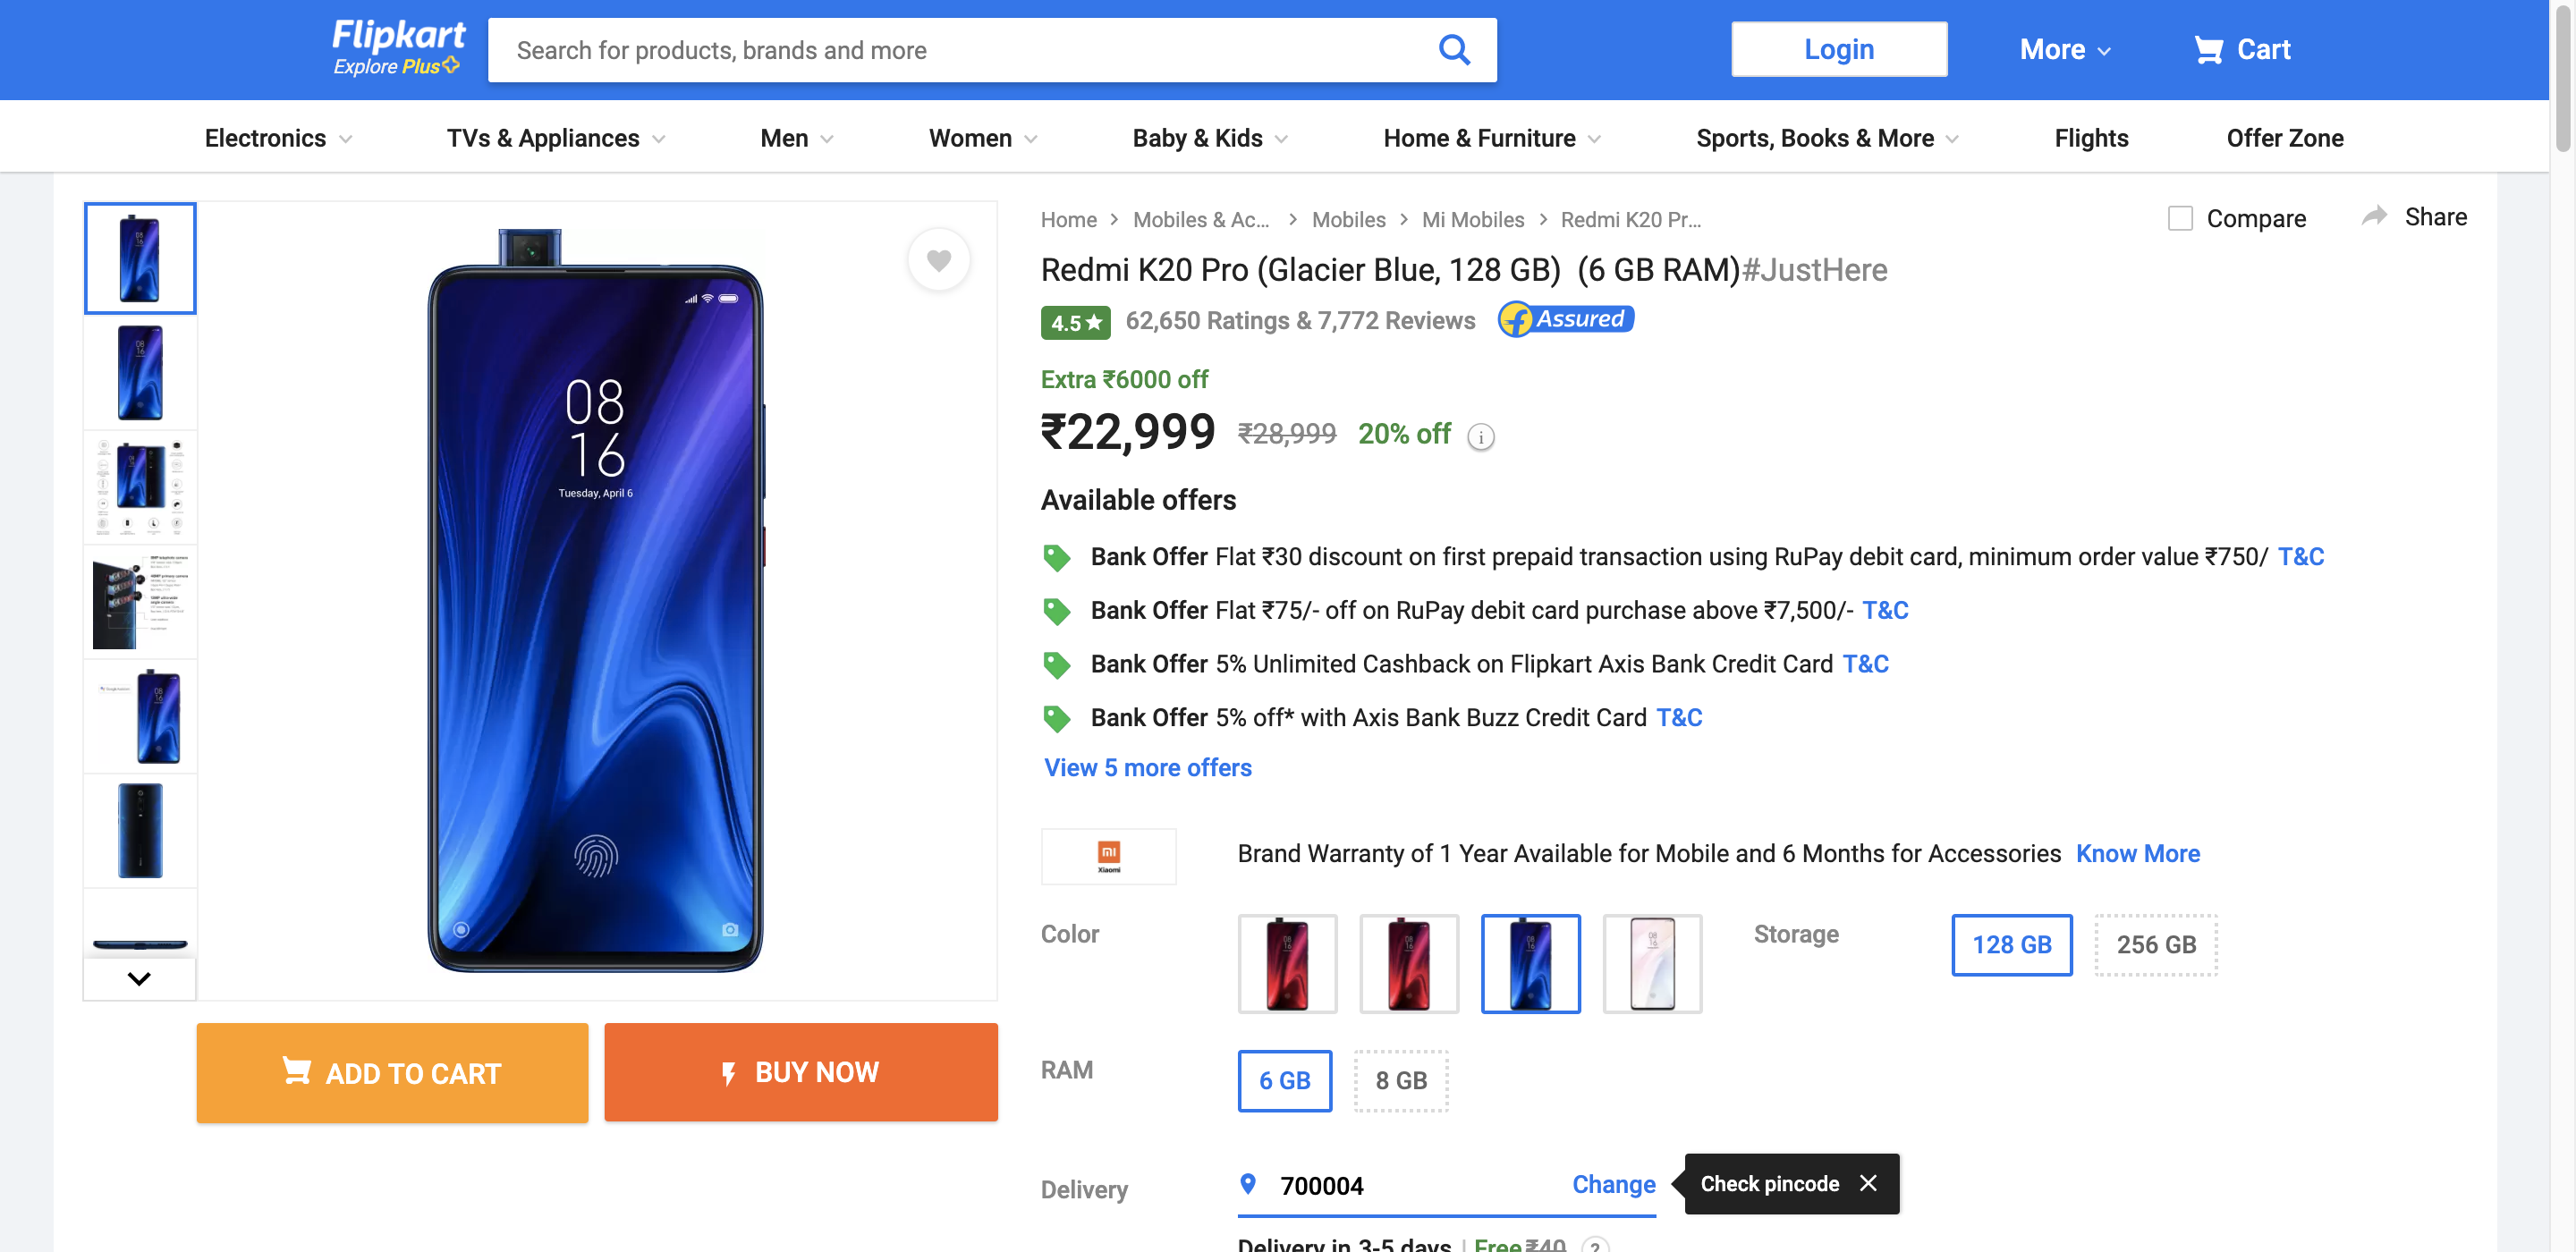 Flipkart
Explore Plus
Search for products, brands and more
Login
More
Cart
Electronics
TVs & Appliances
Men
Women
Baby & Kids
Home & Furniture
Sports, Books & More
Flights
Offer Zone
Home > Mobiles & Ac... > Mobiles > Mi Mobiles > Redmi K20 Pr...
Compare
Share
Redmi K20 Pro (Glacier Blue, 128 GB) (6 GB RAM)#JustHere
4.5★ 62,650 Ratings & 7,772 Reviews
Assured
Extra ₹6000 off
₹22,999 ₹28,999 20% off
08
16
Tuesday, April 6
Available offers
Bank Offer Flat ₹30 discount on first prepaid transaction using RuPay debit card, minimum order value ₹750/ T&C
Bank Offer Flat ₹75/- off on RuPay debit card purchase above ₹7,500/- T&C
Bank Offer 5% Unlimited Cashback on Flipkart Axis Bank Credit Card T&C
Bank Offer 5% off* with Axis Bank Buzz Credit Card T&C
View 5 more offers
mi
Xiaomi
Brand Warranty of 1 Year Available for Mobile and 6 Months for Accessories Know More
Color
Storage
128 GB
256 GB
ADD TO CART
BUY NOW
RAM
6 GB
8 GB
Delivery
700004
Change
Check pincode
Delivery in 3-5 days | Free ₹40 ?